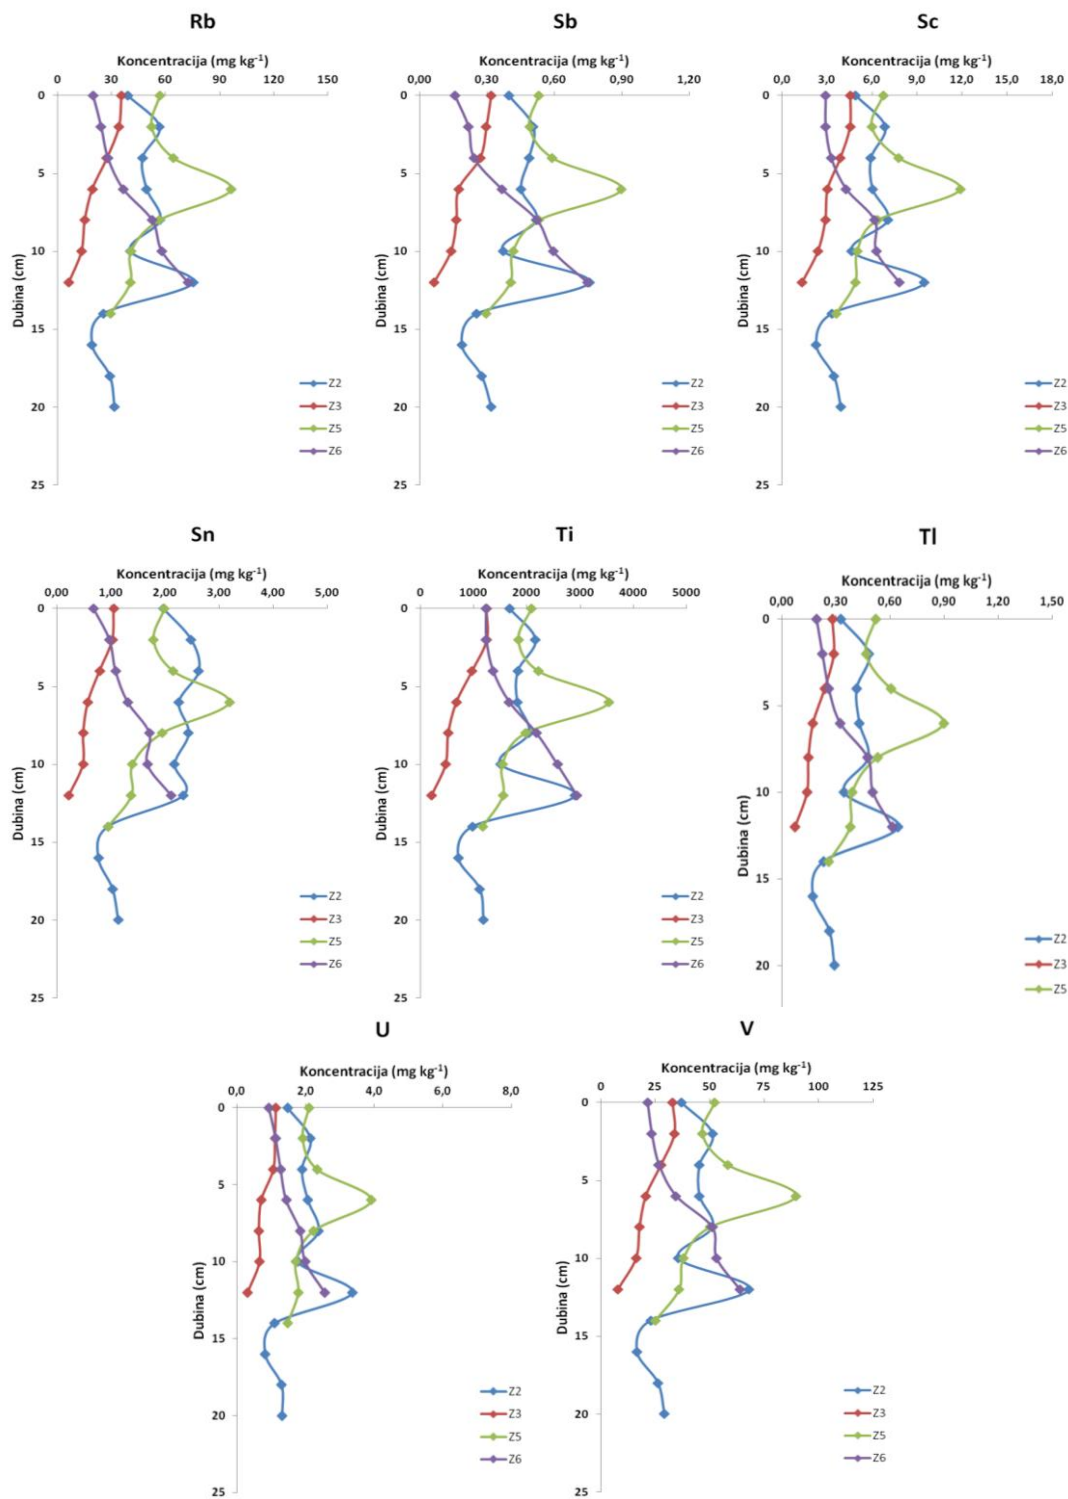 Rb
Koncentracija (mg kg⁻¹)
0 30 60 90 120 150
0
5
10
15
20
25
Dubina (cm)
Z2
Z3
Z5
Z6
Sb
Koncentracija (mg kg⁻¹)
0,00 0,30 0,60 0,90 1,20
0
5
10
15
20
25
Dubina (cm)
Z2
Z3
Z5
Z6
Sc
Koncentracija (mg kg⁻¹)
0,0 3,0 6,0 9,0 12,0 15,0 18,0
0
5
10
15
20
25
Dubina (cm)
Z2
Z3
Z5
Z6
Sn
Koncentracija (mg kg⁻¹)
0,00 1,00 2,00 3,00 4,00 5,00
0
5
10
15
20
25
Dubina (cm)
Z2
Z3
Z5
Z6
Ti
Koncentracija (mg kg⁻¹)
0 1000 2000 3000 4000 5000
0
5
10
15
20
25
Dubina (cm)
Z2
Z3
Z5
Z6
Tl
Koncentracija (mg kg⁻¹)
0,00 0,30 0,60 0,90 1,20 1,50
0
5
10
15
20
Dubina (cm)
Z2
Z3
Z5
U
Koncentracija (mg kg⁻¹)
0,0 2,0 4,0 6,0 8,0
0
5
10
15
20
25
Dubina (cm)
Z2
Z3
Z5
Z6
V
Koncentracija (mg kg⁻¹)
0 25 50 75 100 125
0
5
10
15
20
25
Dubina (cm)
Z2
Z3
Z5
Z6